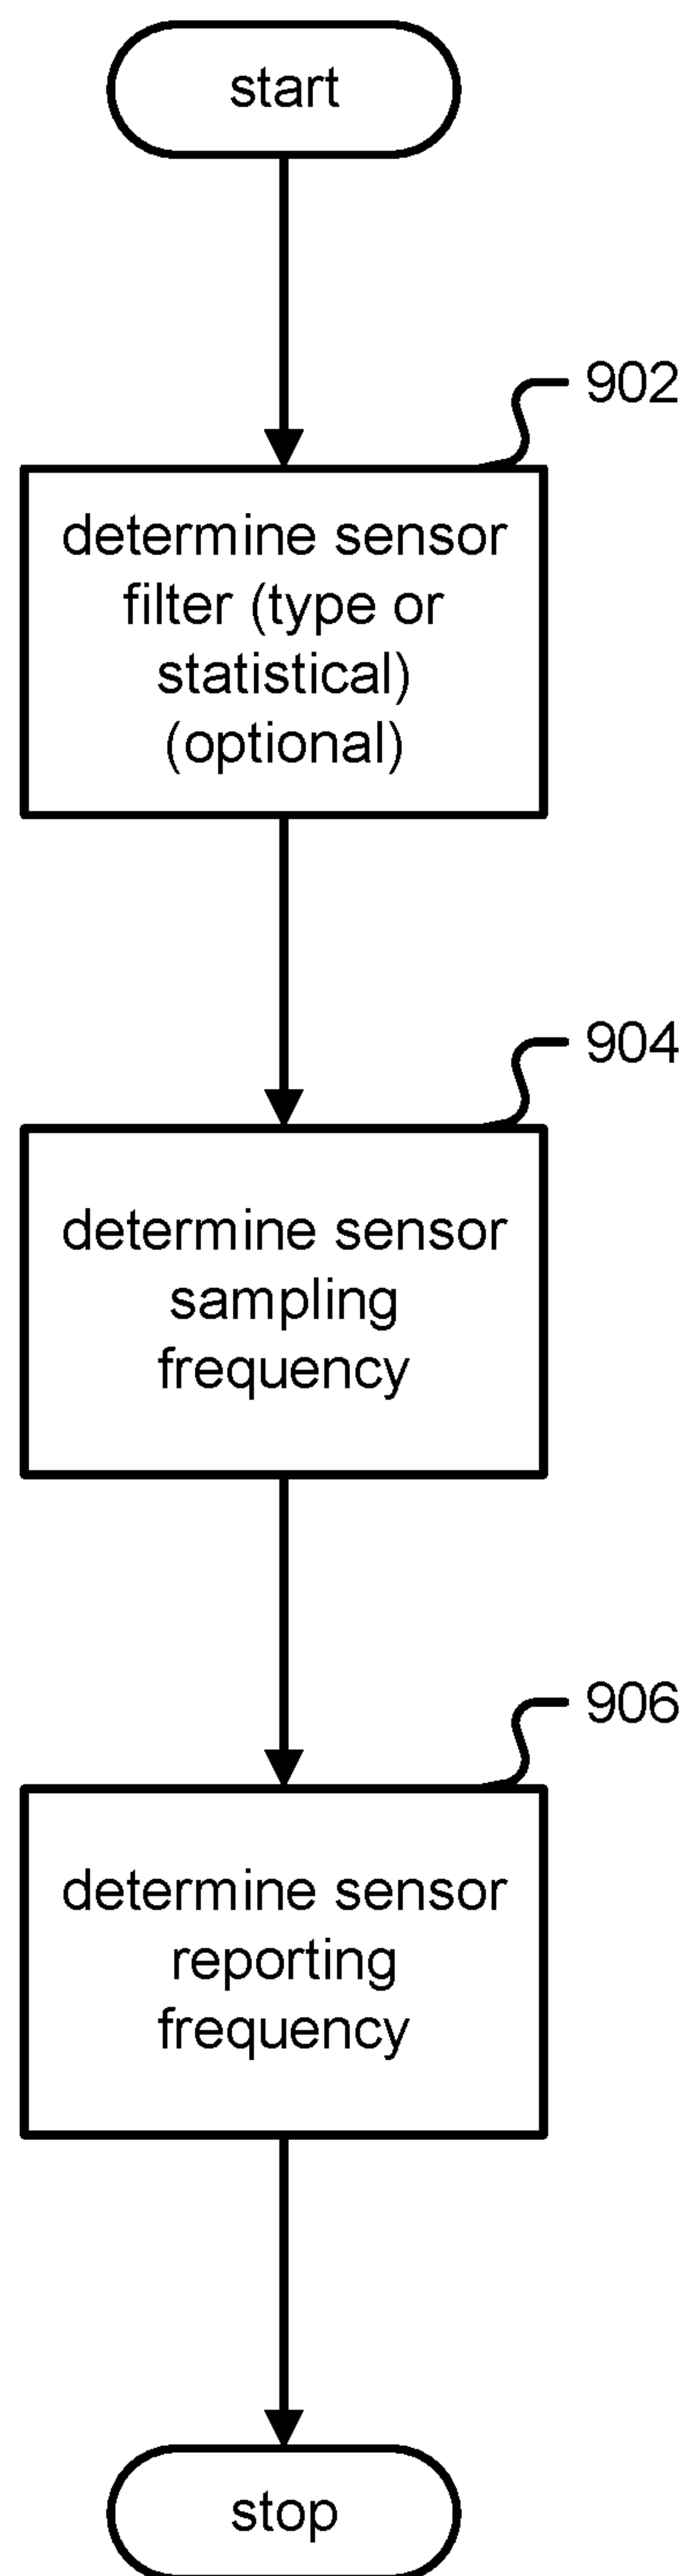 start
902
determine sensor
filter (type or
statistical)
(optional)
904
determine sensor
sampling
frequency
906
determine sensor
reporting
frequency
stop